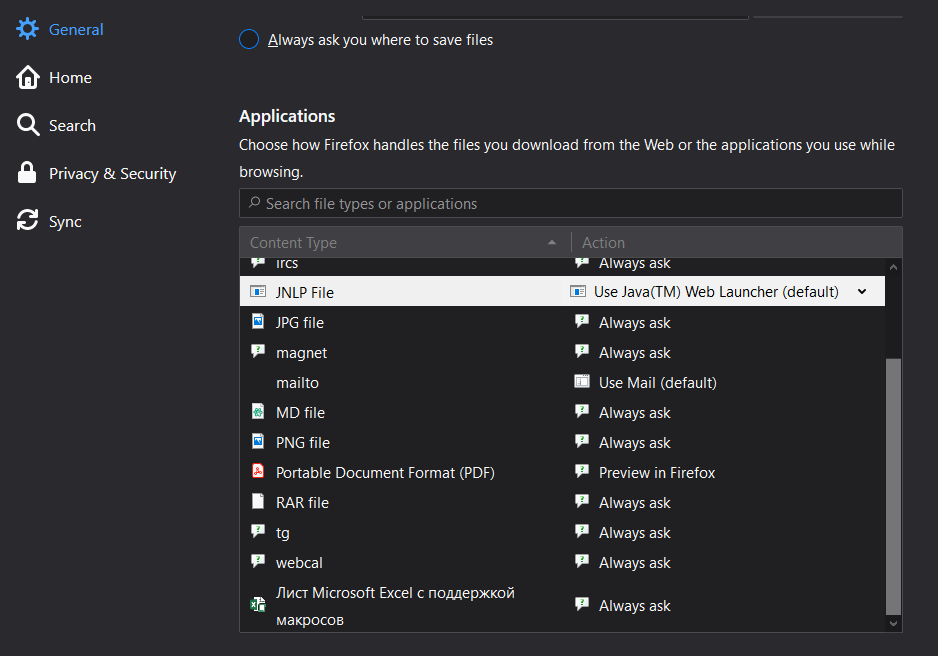 General
Home
Search
Privacy & Security
Sync
Always ask you where to save files
Applications
Choose how Firefox handles the files you download from the Web or the applications you use while
browsing.
Search file types or applications
Content Type Action
ircs Always ask
JNLP File Use Java(TM) Web Launcher (default)
JPG file Always ask
magnet Always ask
mailto Use Mail (default)
MD file Always ask
PNG file Always ask
Portable Document Format (PDF) Preview in Firefox
RAR file Always ask
tg Always ask
webcal Always ask
Лист Microsoft Excel с поддержкой
макросов Always ask